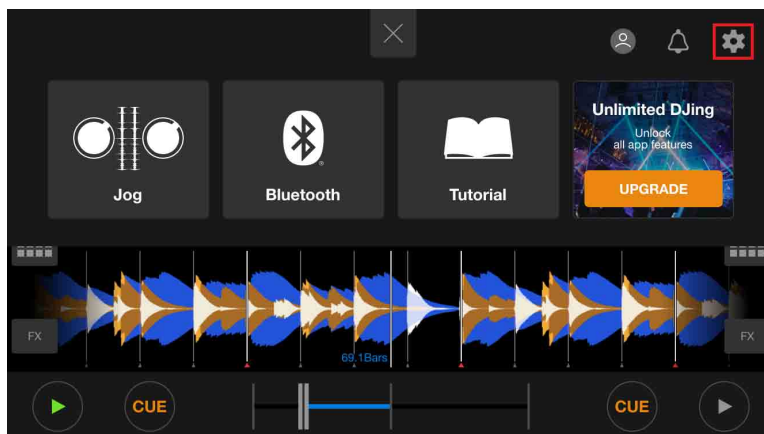 Jog
Bluetooth
Tutorial
Unlimited DJing
Unlock
all app features
UPGRADE
FX
69.1Bars
FX
CUE
CUE